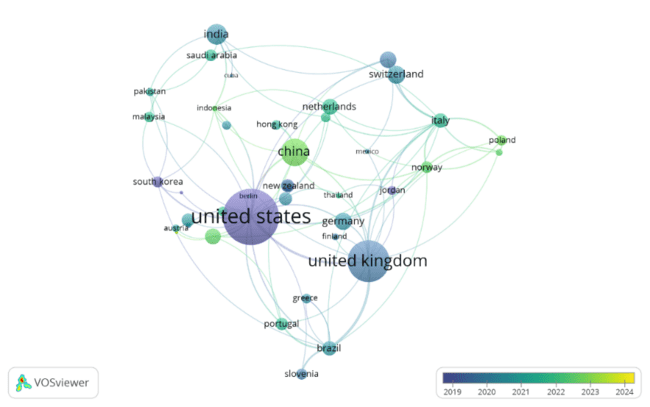 india
saudi arabia
switzerland
cuba
pakistan
netherlands
indonesia
malaysia
hong kong
italy
poland
china
mexico
norway
south korea
new zealand
jordan
berlin
thailand
united states
germany
austria
finland
united kingdom
greece
portugal
brazil
slovenia
VOSviewer
2019 2020 2021 2022 2023 2024